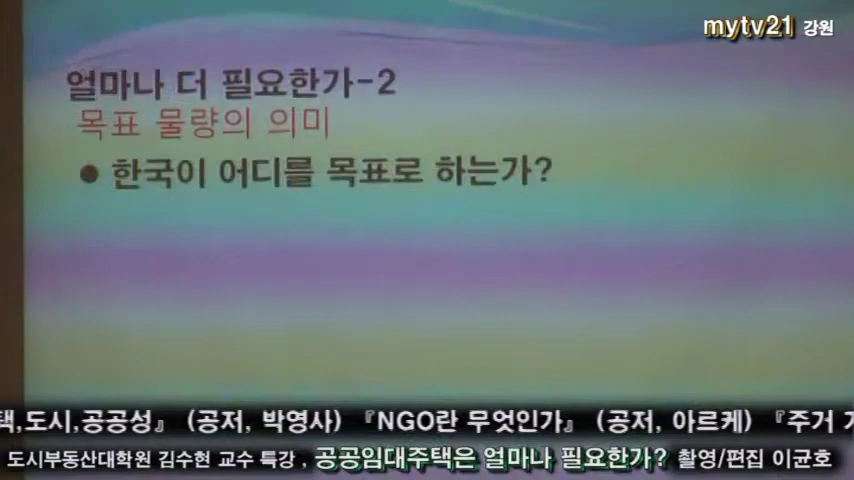 mytv21 강원
얼마나 더 필요한가-2
목표 물량의 의미
● 한국이 어디를 목표로 하는가?
택,도시,공공성』 (공저, 박영사) 『NGO란 무엇인가』 (공저, 아르케) 『주거
도시부동산대학원 김수현 교수 특강 , 공공임대주택은 얼마나 필요한가? 촬영/편집 이균호